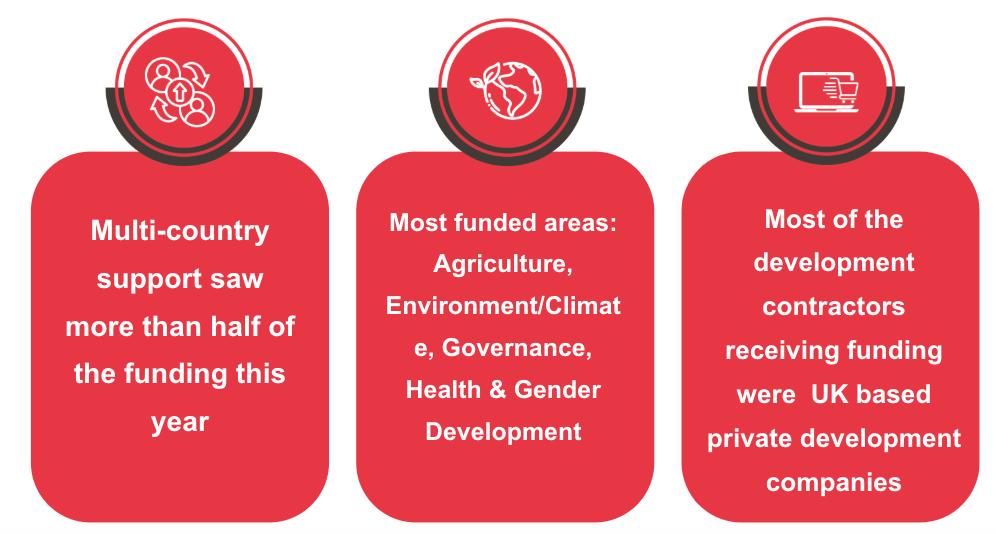 Multi-country
support saw
more than half of
the funding this
year
Most funded areas:
Agriculture,
Environment/Climat
e, Governance,
Health & Gender
Development
Most of the
development
contractors
receiving funding
were  UK based
private development
companies